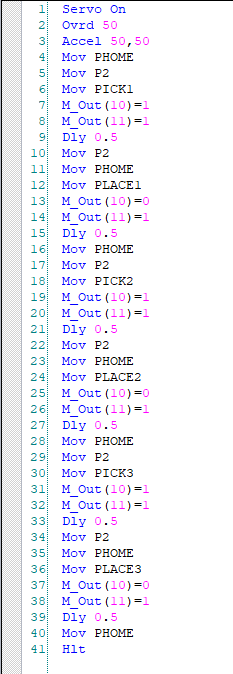 1 Servo On
2 Ovrd 50
3 Accel 50,50
4 Mov PHOME
5 Mov P2
6 Mov PICK1
7 M_Out(10)=1
8 M_Out(11)=1
9 Dly 0.5
10 Mov P2
11 Mov PHOME
12 Mov PLACE1
13 M_Out(10)=0
14 M_Out(11)=1
15 Dly 0.5
16 Mov PHOME
17 Mov P2
18 Mov PICK2
19 M_Out(10)=1
20 M_Out(11)=1
21 Dly 0.5
22 Mov P2
23 Mov PHOME
24 Mov PLACE2
25 M_Out(10)=0
26 M_Out(11)=1
27 Dly 0.5
28 Mov PHOME
29 Mov P2
30 Mov PICK3
31 M_Out(10)=1
32 M_Out(11)=1
33 Dly 0.5
34 Mov P2
35 Mov PHOME
36 Mov PLACE3
37 M_Out(10)=0
38 M_Out(11)=1
39 Dly 0.5
40 Mov PHOME
41 Hlt